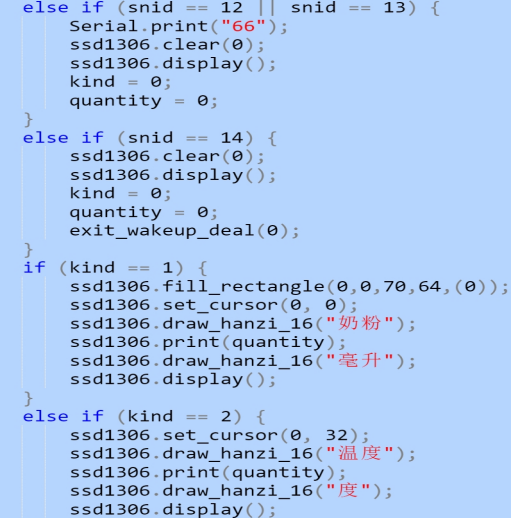 else if (snid == 12 || snid == 13) {
Serial.print("66");
ssd1306.clear(0);
ssd1306.display();
kind = 0;
quantity = 0;
}
else if (snid == 14) {
ssd1306.clear(0);
ssd1306.display();
kind = 0;
quantity = 0;
exit_wakeup_deal(0);
}
if (kind == 1) {
ssd1306.fill_rectangle(0,0,70,64,(0));
ssd1306.set_cursor(0, 0);
ssd1306.draw_hanzi_16("奶粉");
ssd1306.print(quantity);
ssd1306.draw_hanzi_16("毫升");
ssd1306.display();
}
else if (kind == 2) {
ssd1306.set_cursor(0, 32);
ssd1306.draw_hanzi_16("温度");
ssd1306.print(quantity);
ssd1306.draw_hanzi_16("度");
ssd1306.display();